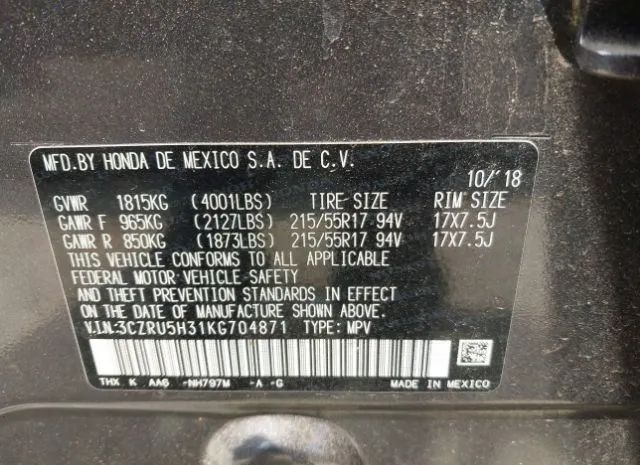 MFD.BY HONDA DE MEXICO S.A. DE C.V.
10/'18
GVWR 1815KG (4001LBS) TIRE SIZE RIM SIZE
GAWR F 965KG (2127LBS) 215/55R17 94V 17X7.5J
GAWR R 850KG (1873LBS) 215/55R17 94V 17X7.5J
THIS VEHICLE CONFORMS TO ALL APPLICABLE
FEDERAL MOTOR VEHICLE SAFETY
AND THEFT PREVENTION STANDARDS IN EFFECT
ON THE DATE OF MANUFACTURE SHOWN ABOVE.
V.I.N:3CZRU5H31KG704871 TYPE: MPV
THX K AA6 -NH797M -A -G MADE IN MEXICO